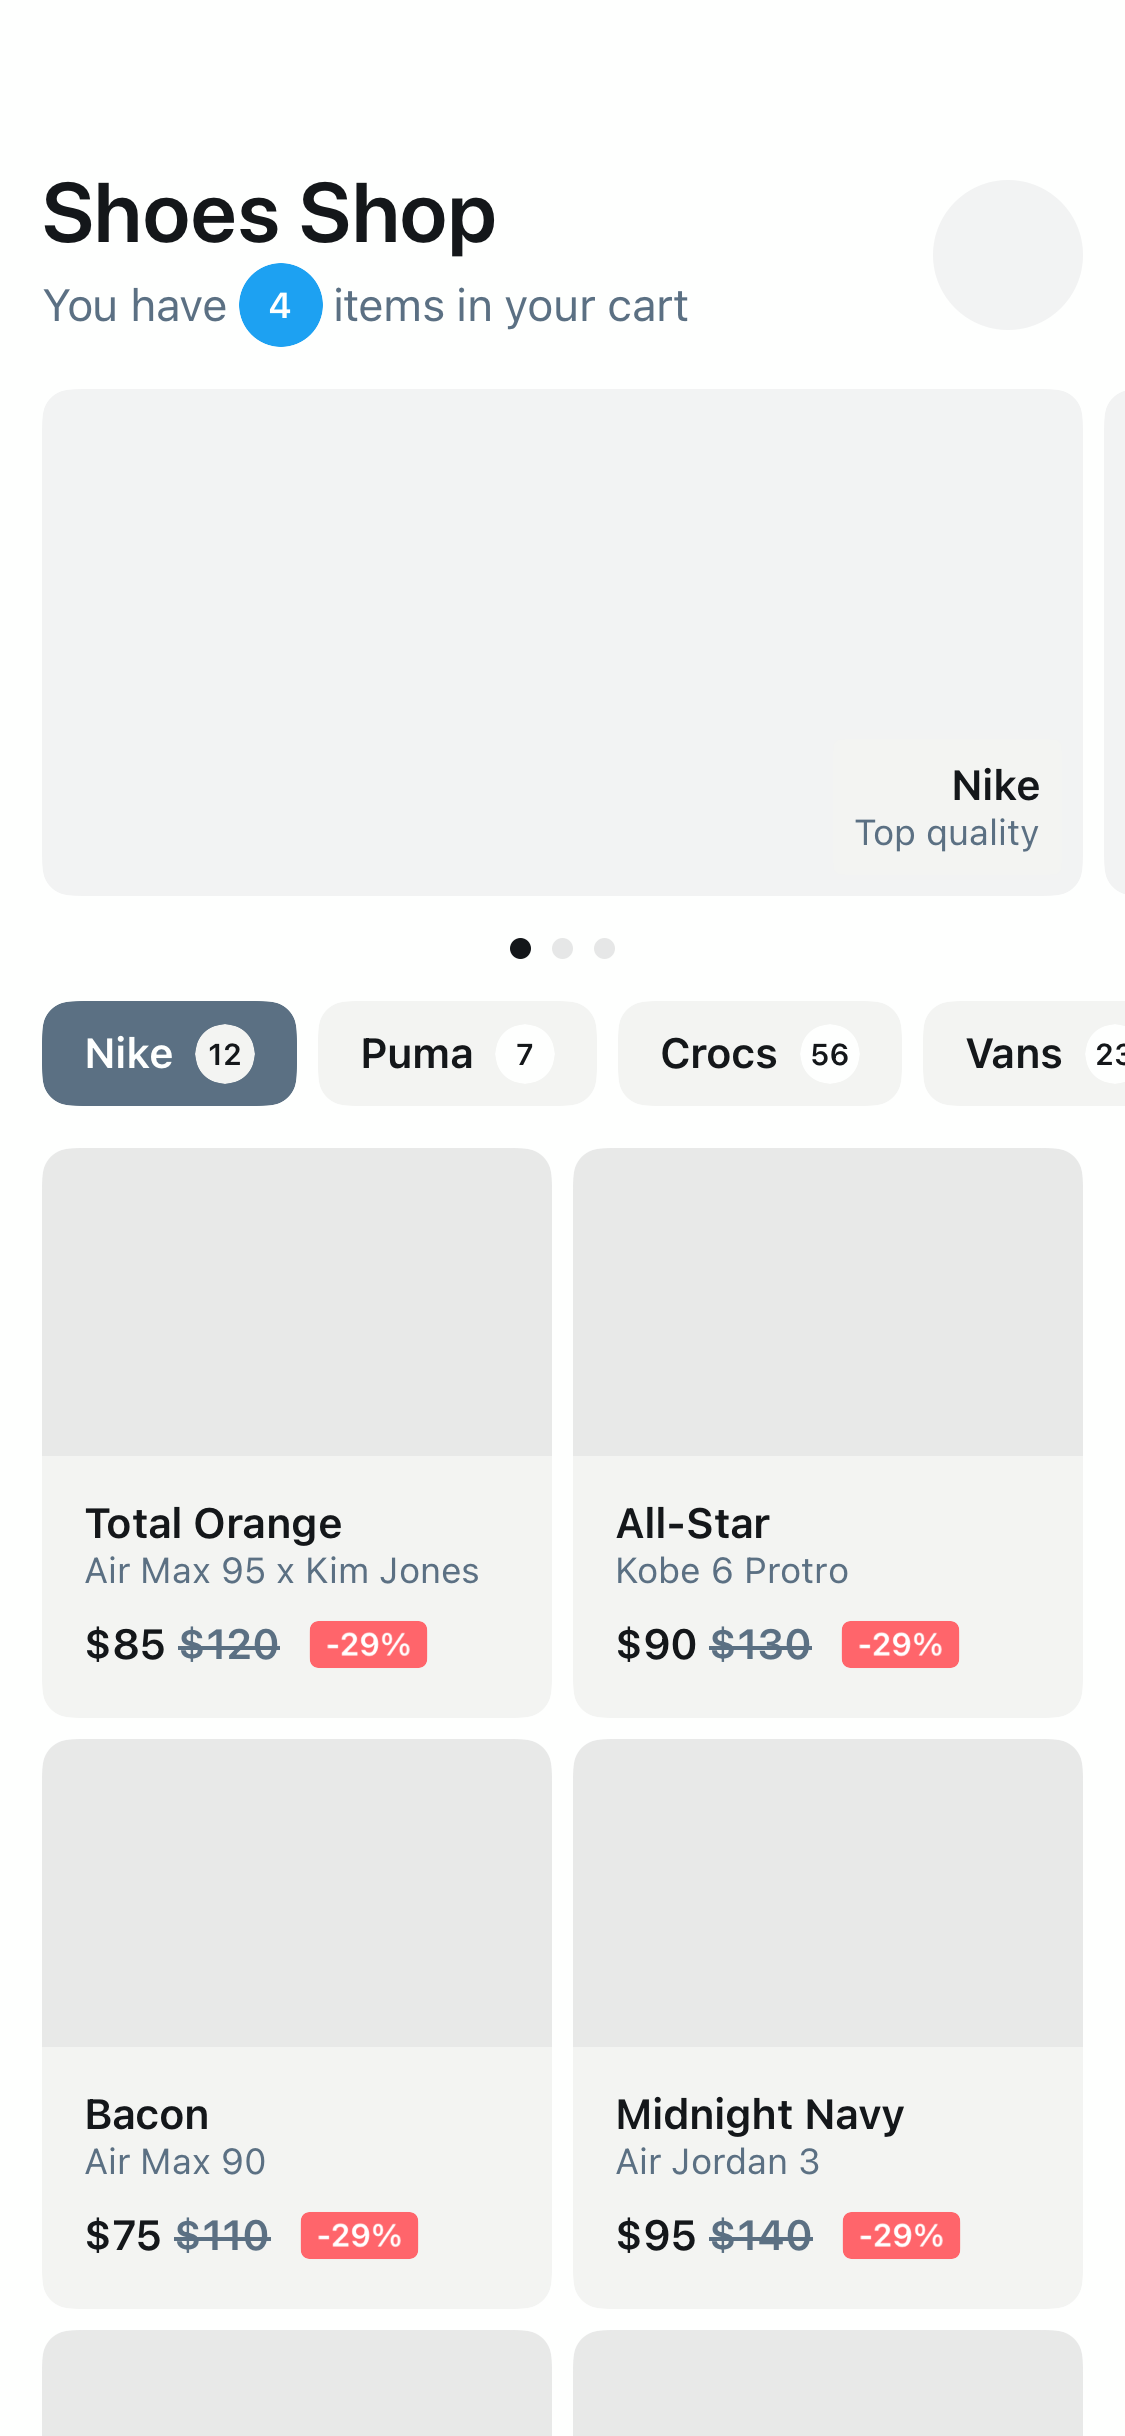 Shoes Shop
You have 4 items in your cart
Nike
Top quality
Nike 12 Puma 7 Crocs 56 Vans 23
Total Orange
Air Max 95 x Kim Jones
$85 $120 -29%
All-Star
Kobe 6 Protro
$90 $130 -29%
Bacon
Air Max 90
$75 $110 -29%
Midnight Navy
Air Jordan 3
$95 $140 -29%